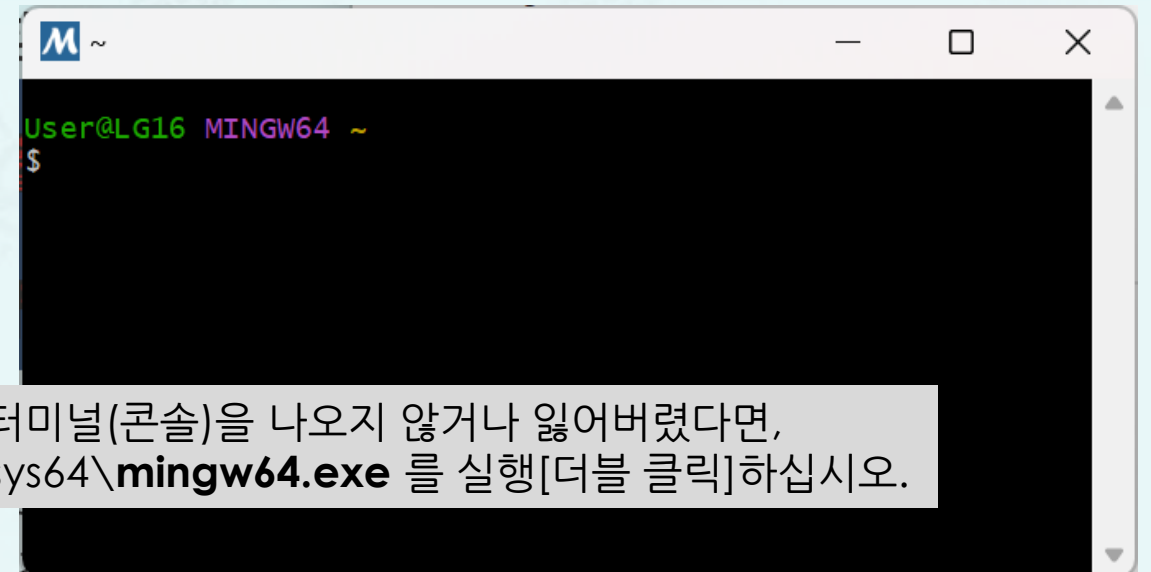 M ~
User@LG16 MINGW64 ~
$
터미널(콘솔)을 나오지 않거나 잃어버렸다면,
sys64\mingw64.exe 를 실행[더블 클릭]하십시오.